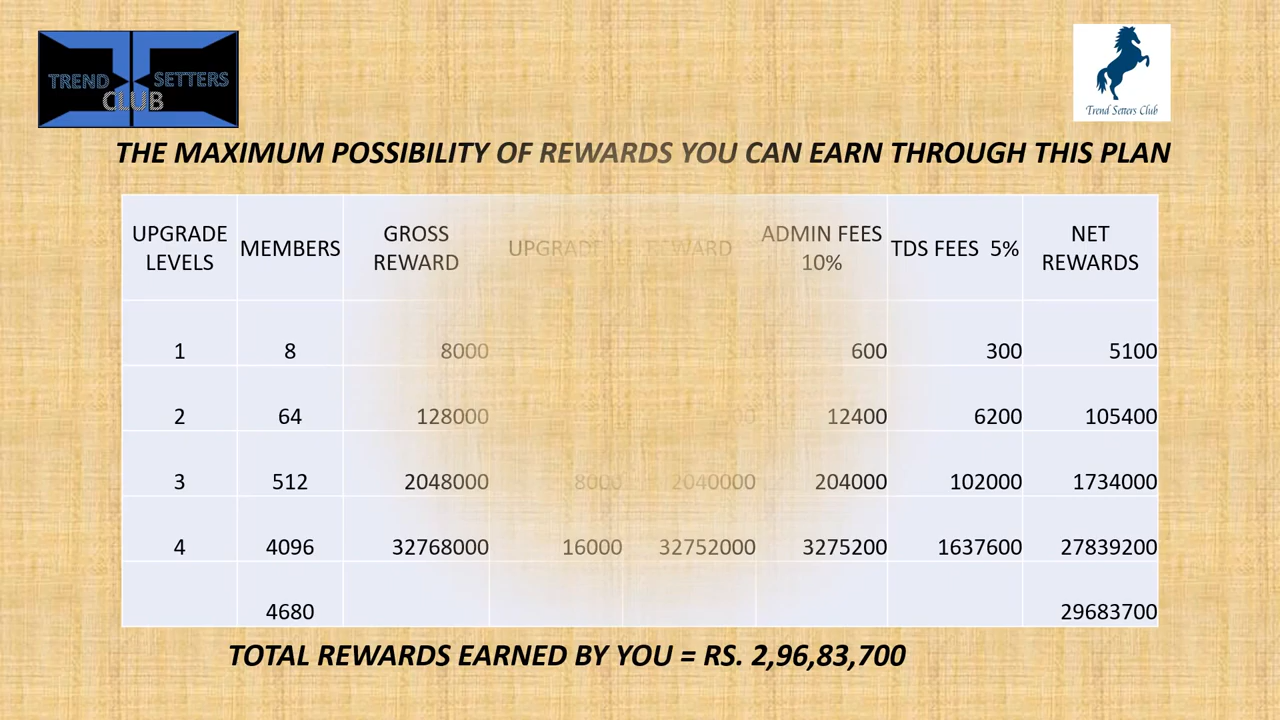 TREND SETTERS
CLUB
Trend Setters Club
THE MAXIMUM POSSIBILITY OF REWARDS YOU CAN EARN THROUGH THIS PLAN
UPGRADE LEVELS MEMBERS GROSS REWARD UPGRADE REWARD ADMIN FEES 10% TDS FEES 5% NET REWARDS
1 8 8000 600 300 5100
2 64 128000 12400 6200 105400
3 512 2048000 8000 2040000 204000 102000 1734000
4 4096 32768000 16000 32752000 3275200 1637600 27839200
4680 29683700
TOTAL REWARDS EARNED BY YOU = RS. 2,96,83,700